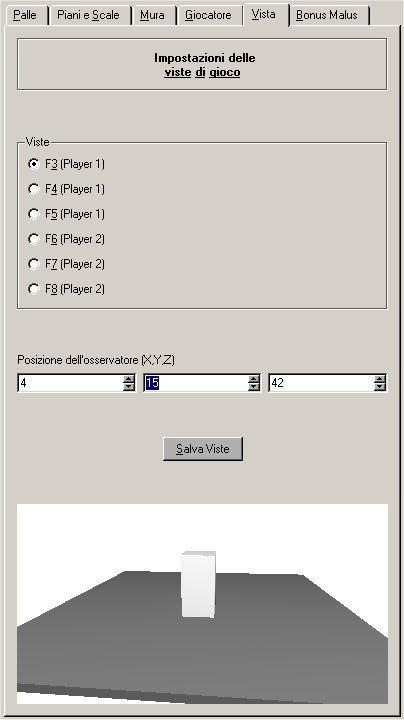 Palle Piani e Scale Mura Giocatore Vista Bonus Malus
Impostazioni delle
viste di gioco
Viste
F3 (Player 1)
F4 (Player 1)
F5 (Player 1)
F6 (Player 2)
F7 (Player 2)
F8 (Player 2)
Posizione dell'osservatore (X,Y,Z)
4 15 42
Salva Viste